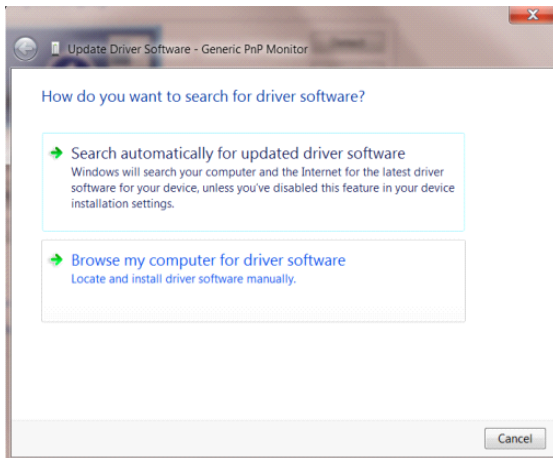 Update Driver Software - Generic PnP Monitor
How do you want to search for driver software?
Search automatically for updated driver software
Windows will search your computer and the Internet for the latest driver
software for your device, unless you've disabled this feature in your device
installation settings.
Browse my computer for driver software
Locate and install driver software manually.
Cancel